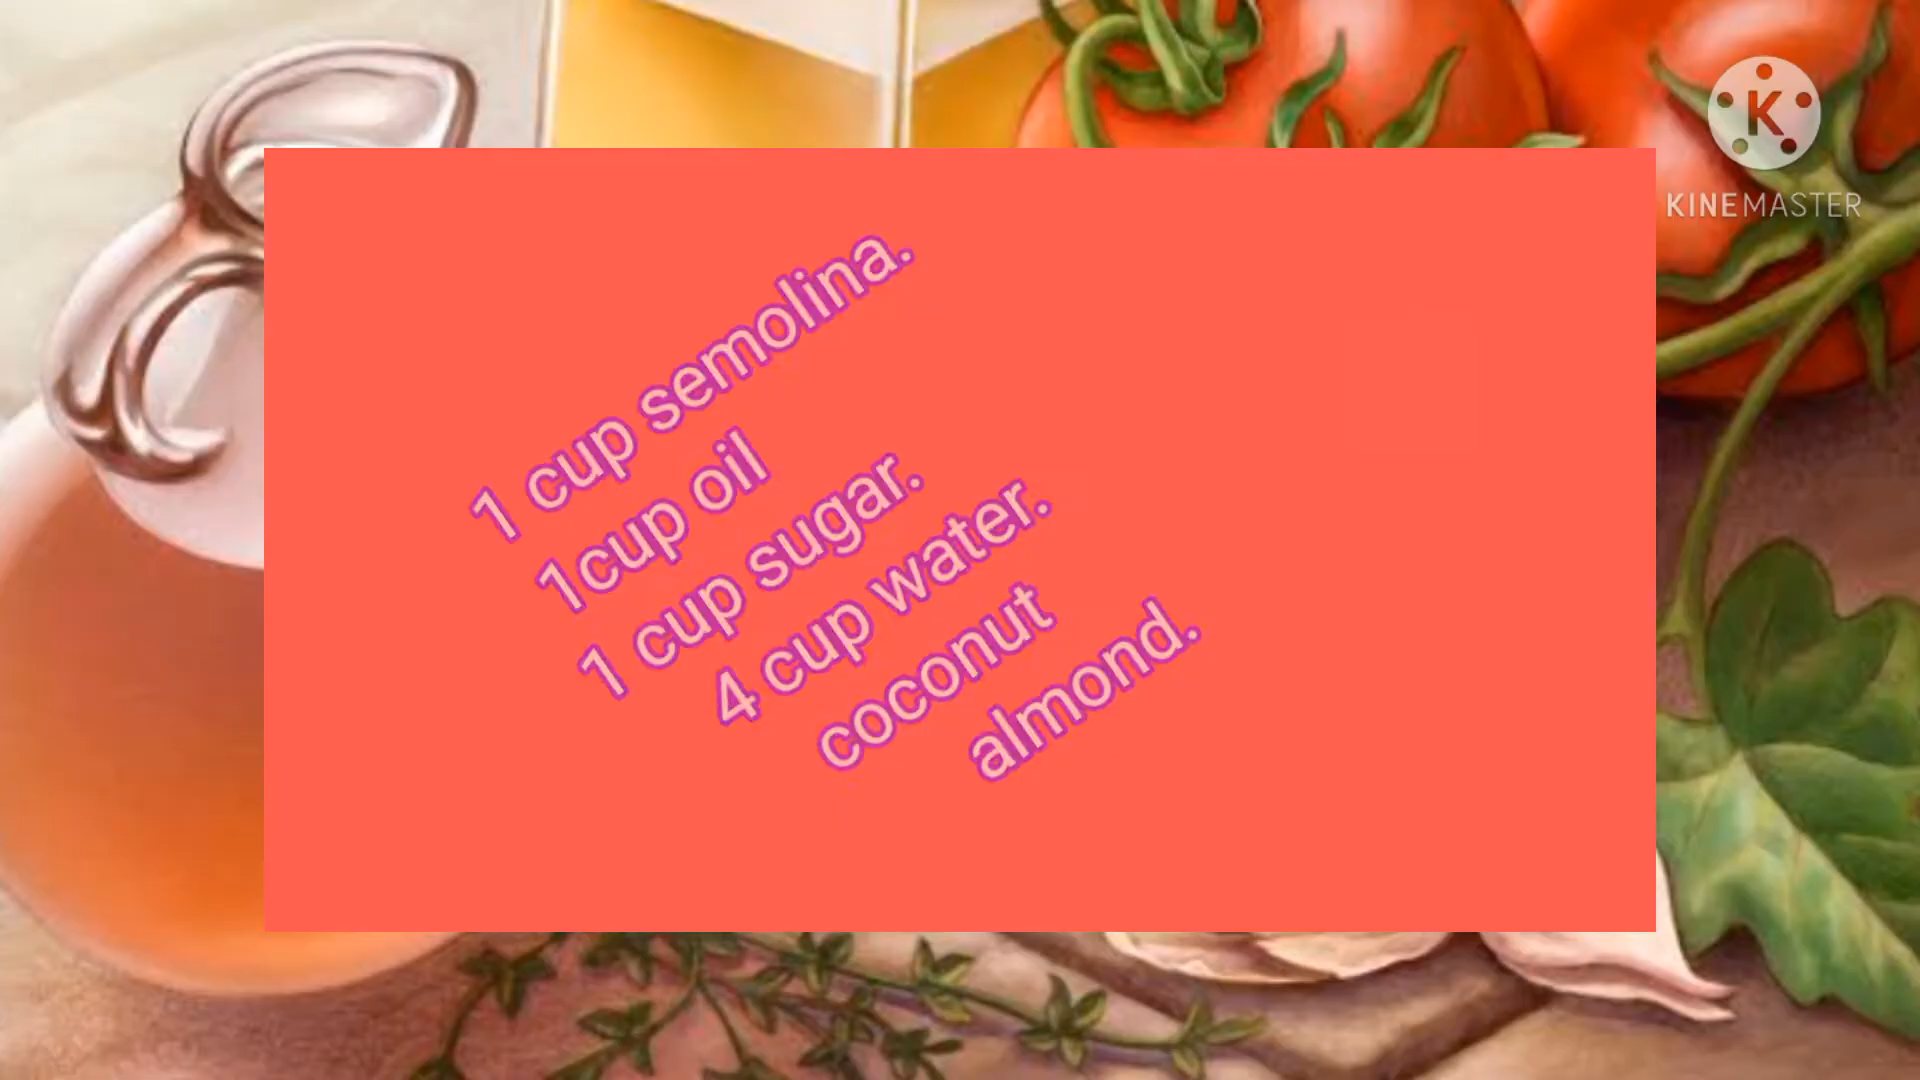 1 cup semolina.
1cup oil
1 cup sugar.
4 cup water.
coconut
almond.
K
KINEMASTER